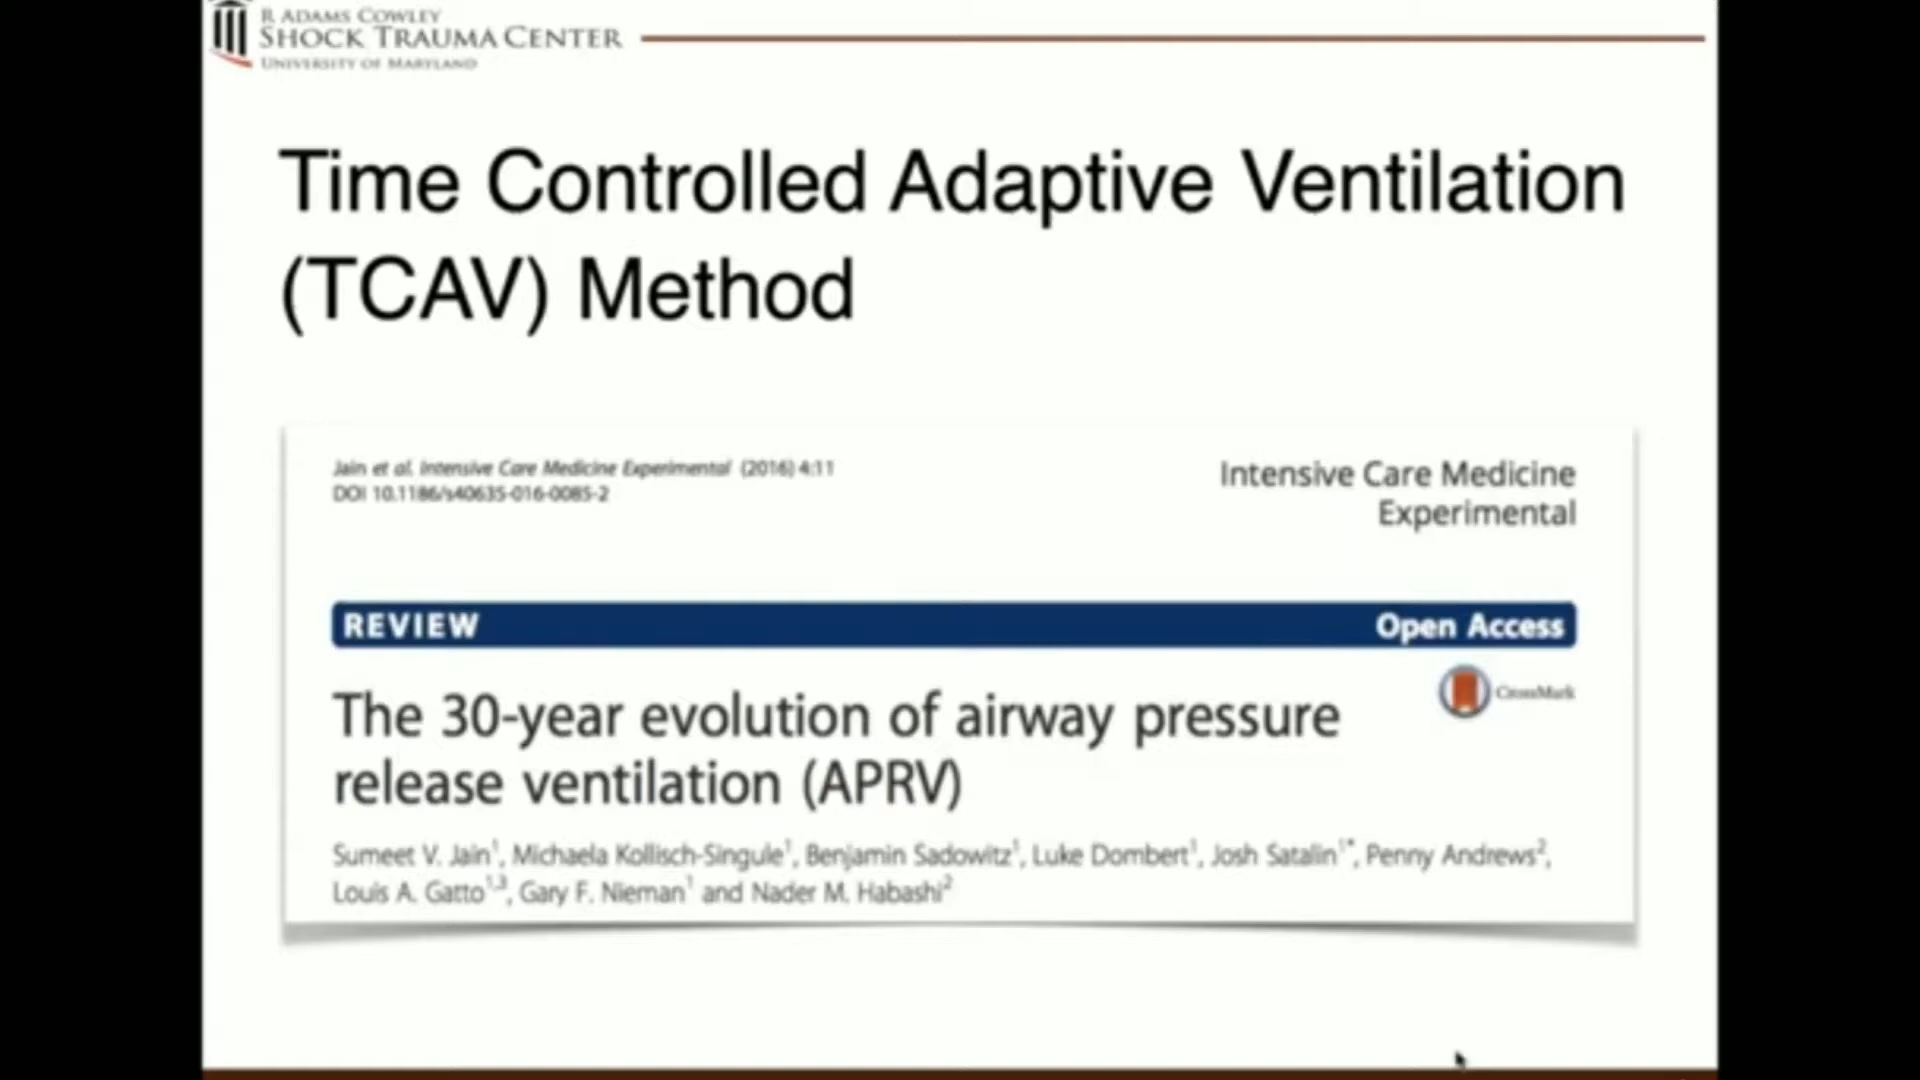 R ADAMS COWLEY
SHOCK TRAUMA CENTER
UNIVERSITY OF MARYLAND
Time Controlled Adaptive Ventilation
(TCAV) Method
Jain et al. Intensive Care Medicine Experimental (2016) 4:11
DOI 10.1186/s40635-016-0085-2
Intensive Care Medicine
Experimental
REVIEW
Open Access
CrossMark
The 30-year evolution of airway pressure
release ventilation (APRV)
Sumeet V. Jain1, Michaela Kollisch-Singule1, Benjamin Sadowitz1, Luke Dombert1, Josh Satalin1*, Penny Andrews2,
Louis A. Gatto1,3, Gary F. Nieman1 and Nader M. Habashi2